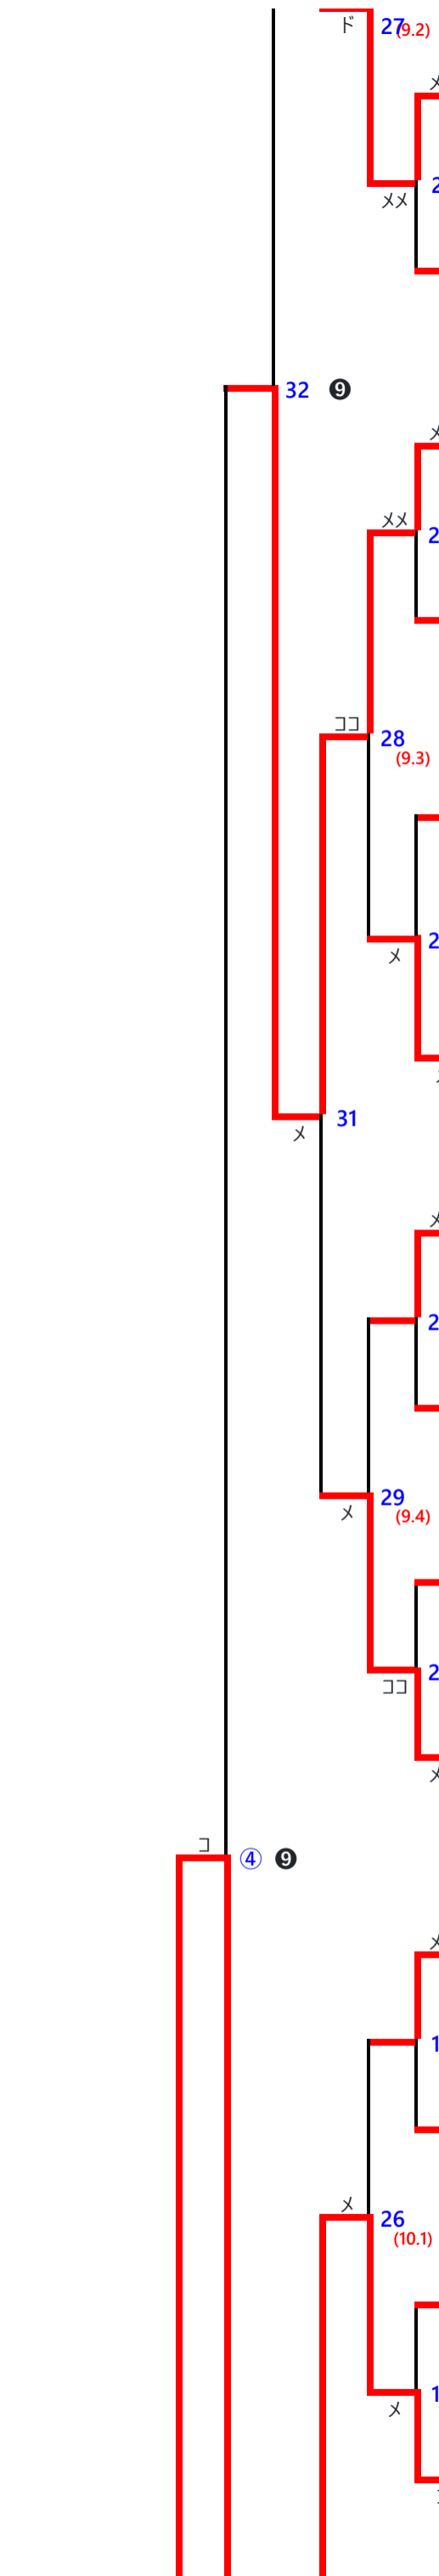 ド 27 (9.2)
メメ
32 ❾
メメ
ココ 28
(9.3)
メ
31
メ
29
メ (9.4)
ココ
コ ④ ❾
メ 26
(10.1)
メ